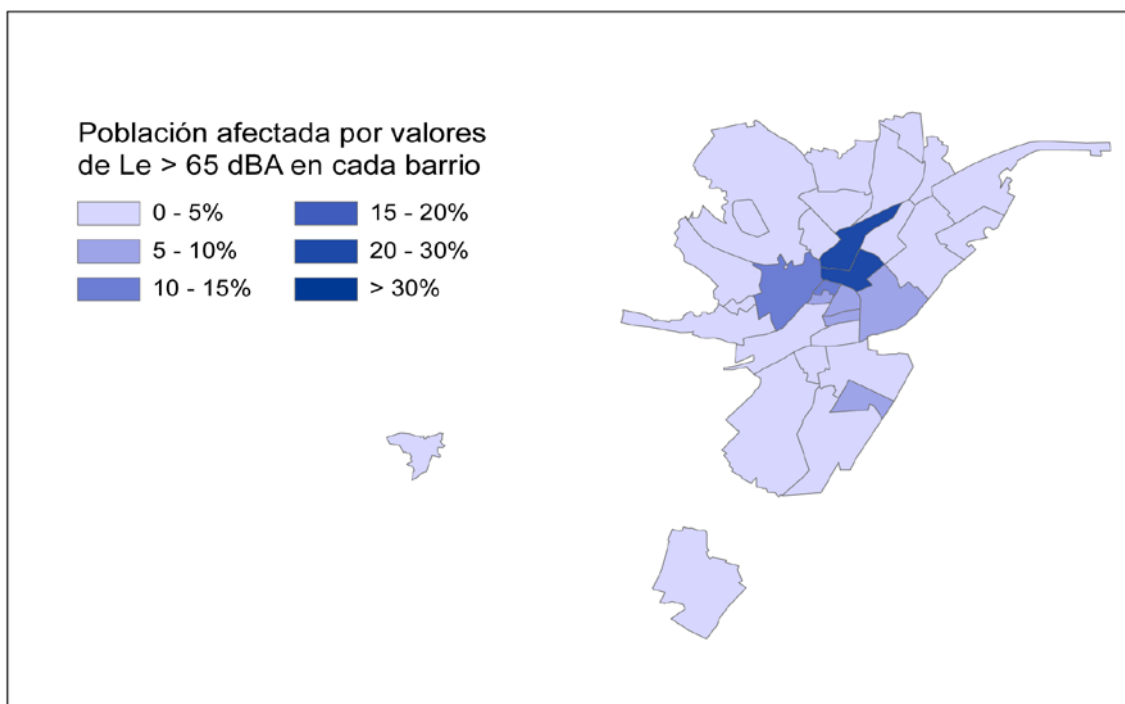 Población afectada por valores
de Le > 65 dBA en cada barrio
0 - 5%
5 - 10%
10 - 15%
15 - 20%
20 - 30%
> 30%